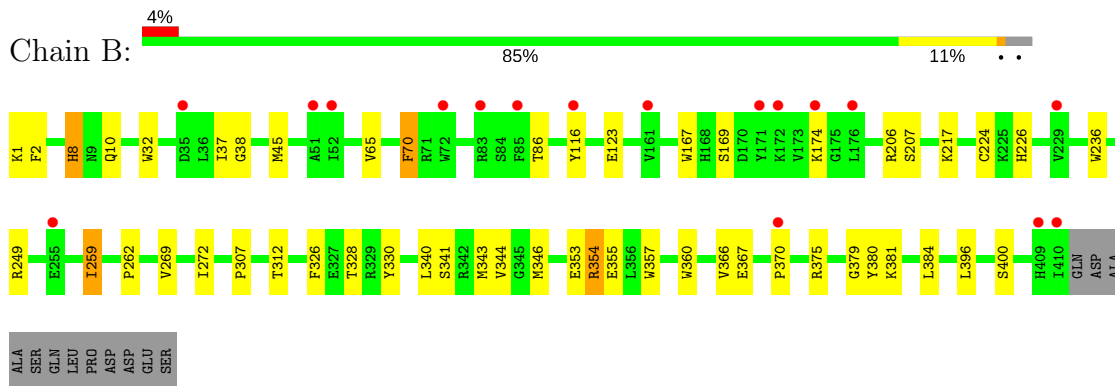 4%
Chain B:
85%
11%
• •
K1 F2 H8 N9 Q10 W32 D35 L36 I37 G38 M45 A51 I52 V65 F70 R71 W72 R83 S84 F85 T86 Y116 E123 V161 W167 H168 S169 D170 Y171 K172 V173 K174 G175 L176 R206 S207 K217 C224 K225 H226 V229 W236
R249 E255 I259 P262 V269 I272 P307 T312 F326 E327 T328 R329 Y330 L340 S341 R342 W343 V344 G345 M346 E353 R354 E355 L356 W357 W360 V366 E367 P370 R375 G379 Y380 K381 L384 L396 S400 H409 I410 GLN ASP ALA
ALA SER GLN LEU PRO ASP ASP GLU SER